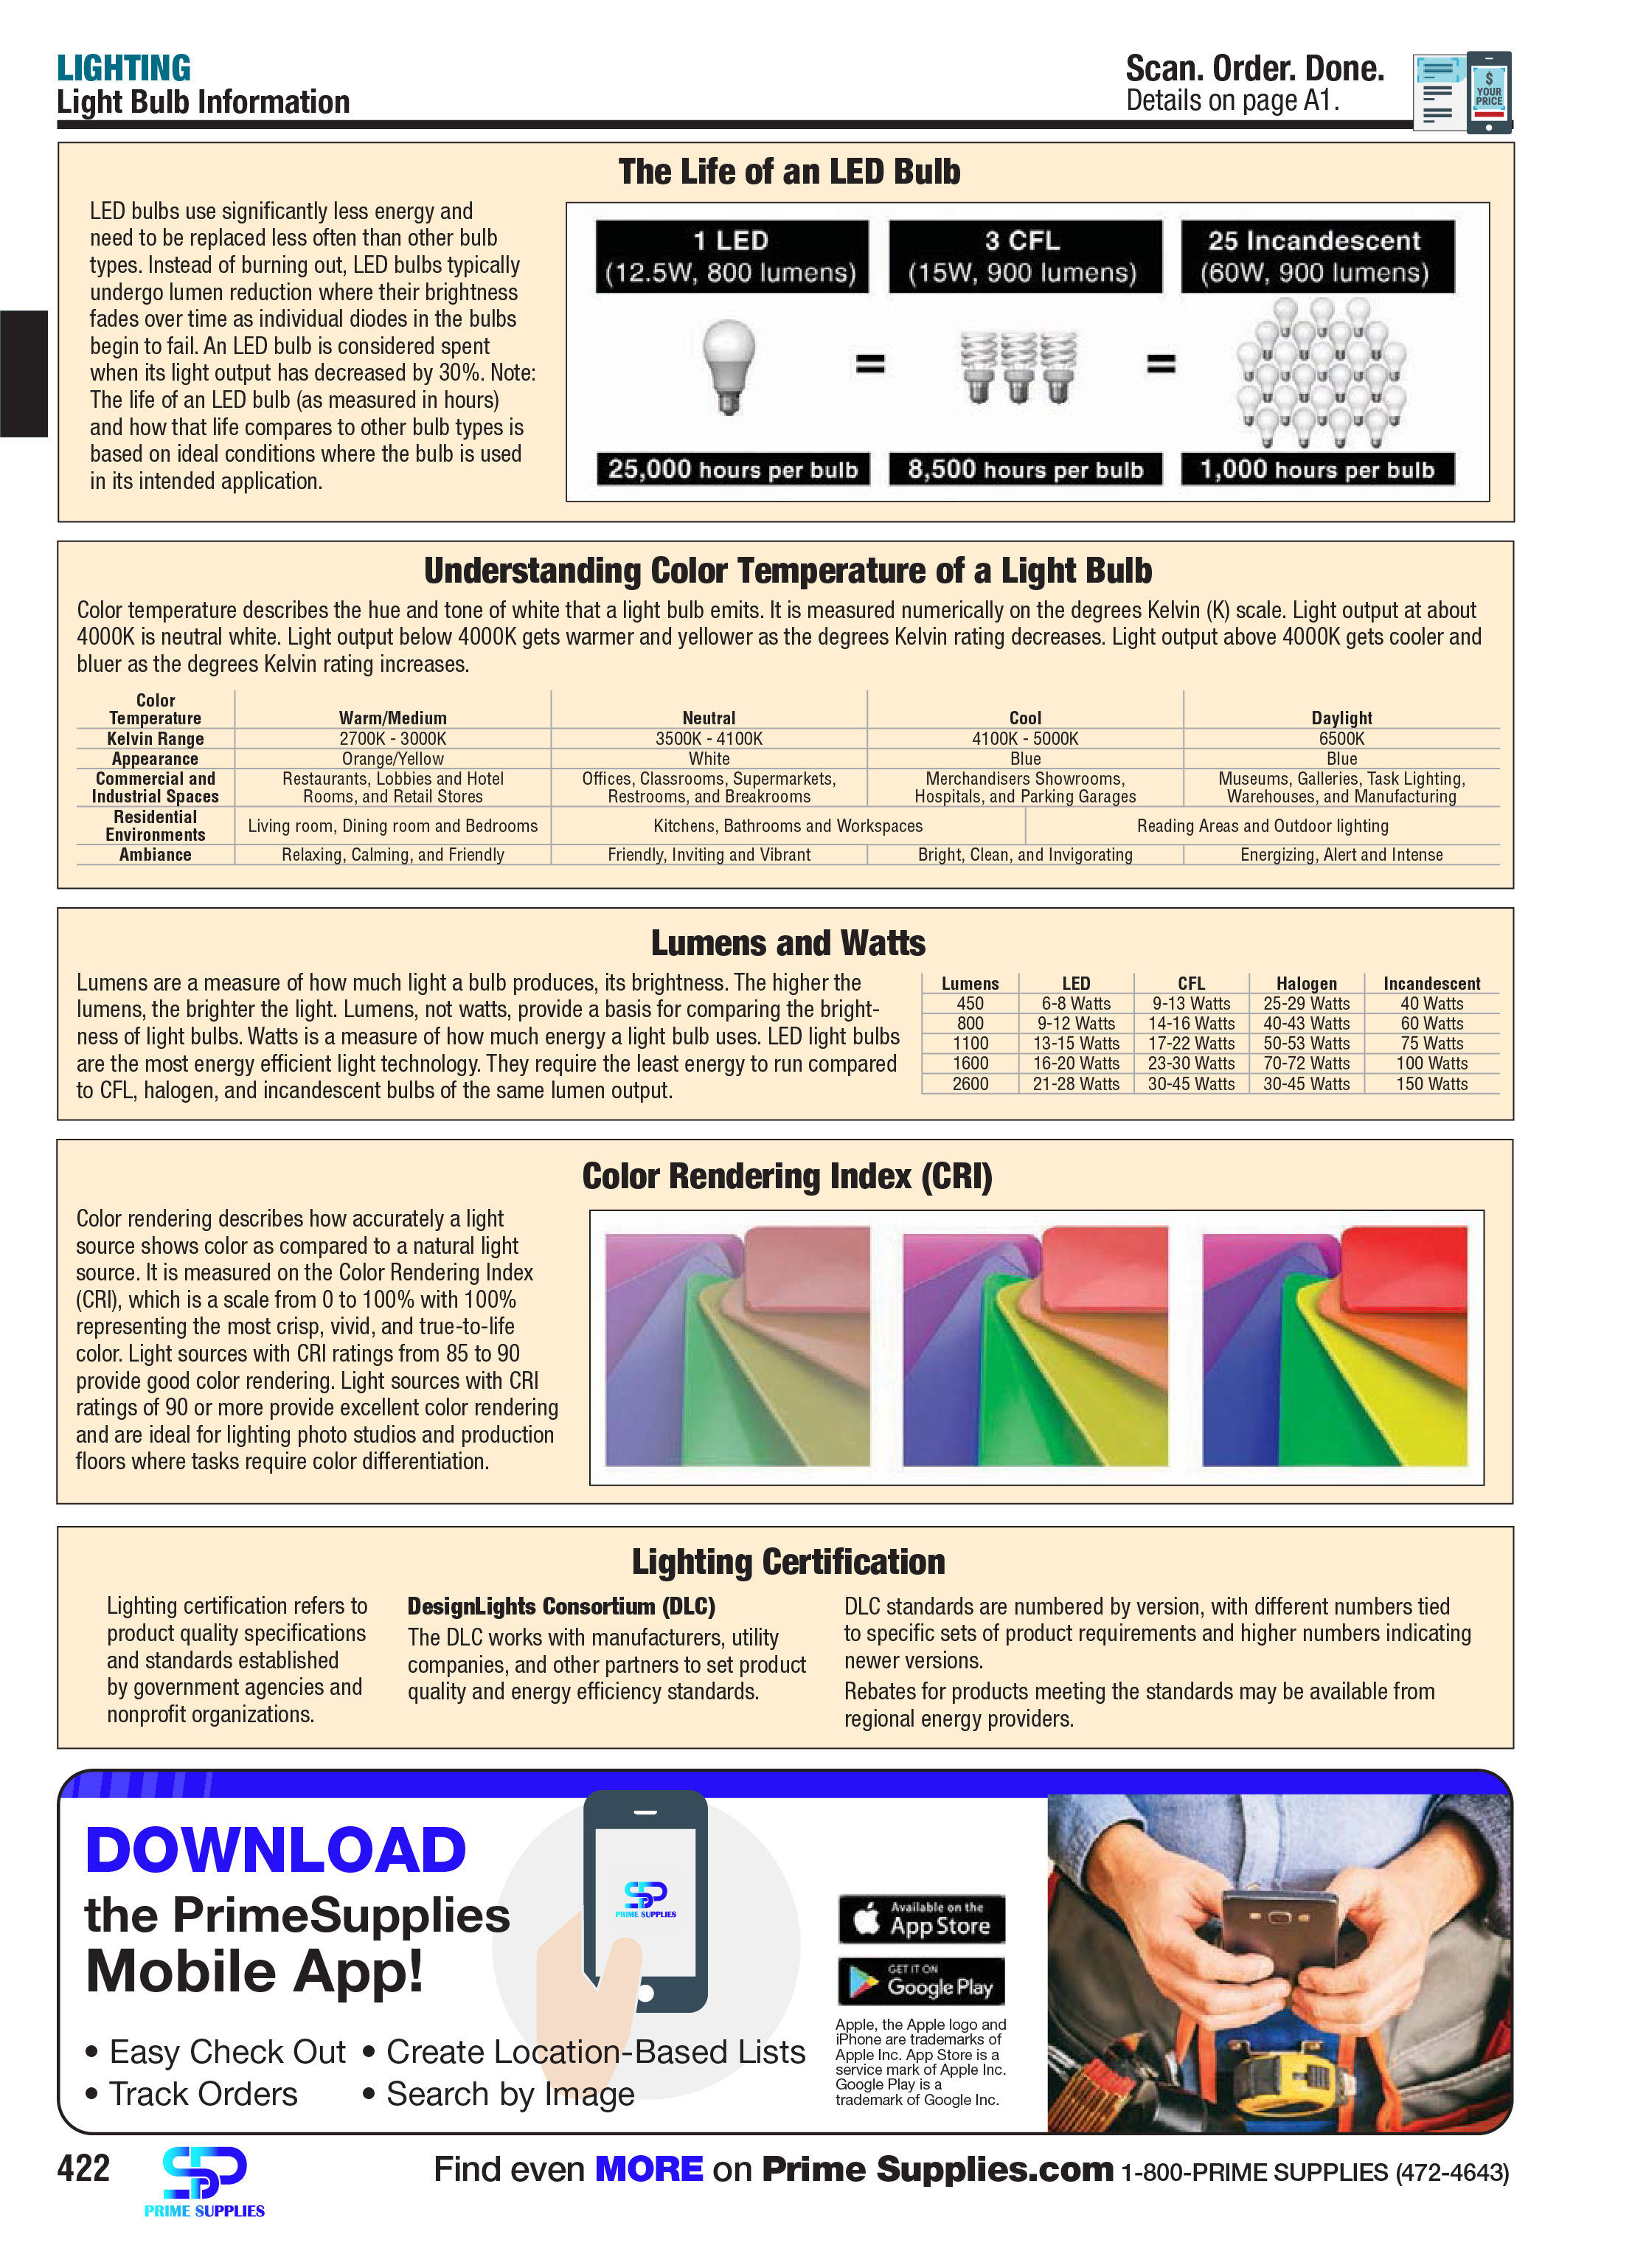 LIGHTING
Light Bulb Information
Scan. Order. Done.
Details on page A1.
$
YOUR
PRICE
The Life of an LED Bulb
LED bulbs use significantly less energy and
need to be replaced less often than other bulb
types. Instead of burning out, LED bulbs typically
undergo lumen reduction where their brightness
fades over time as individual diodes in the bulbs
begin to fail. An LED bulb is considered spent
when its light output has decreased by 30%. Note:
The life of an LED bulb (as measured in hours)
and how that life compares to other bulb types is
based on ideal conditions where the bulb is used
in its intended application.
1 LED
(12.5W, 800 lumens)
3 CFL
(15W, 900 lumens)
25 Incandescent
(60W, 900 lumens)
= =
25,000 hours per bulb
8,500 hours per bulb
1,000 hours per bulb
Understanding Color Temperature of a Light Bulb
Color temperature describes the hue and tone of white that a light bulb emits. It is measured numerically on the degrees Kelvin (K) scale. Light output at about
4000K is neutral white. Light output below 4000K gets warmer and yellower as the degrees Kelvin rating decreases. Light output above 4000K gets cooler and
bluer as the degrees Kelvin rating increases.
Color
Temperature Warm/Medium Neutral Cool Daylight
Kelvin Range 2700K - 3000K 3500K - 4100K 4100K - 5000K 6500K
Appearance Orange/Yellow White Blue Blue
Commercial and Restaurants, Lobbies and Hotel Offices, Classrooms, Supermarkets, Merchandisers Showrooms, Museums, Galleries, Task Lighting,
Industrial Spaces Rooms, and Retail Stores Restrooms, and Breakrooms Hospitals, and Parking Garages Warehouses, and Manufacturing
Residential
Environments Living room, Dining room and Bedrooms Kitchens, Bathrooms and Workspaces Reading Areas and Outdoor lighting
Ambiance Relaxing, Calming, and Friendly Friendly, Inviting and Vibrant Bright, Clean, and Invigorating Energizing, Alert and Intense
Lumens and Watts
Lumens are a measure of how much light a bulb produces, its brightness. The higher the
lumens, the brighter the light. Lumens, not watts, provide a basis for comparing the bright-
ness of light bulbs. Watts is a measure of how much energy a light bulb uses. LED light bulbs
are the most energy efficient light technology. They require the least energy to run compared
to CFL, halogen, and incandescent bulbs of the same lumen output.
Lumens LED CFL Halogen Incandescent
450 6-8 Watts 9-13 Watts 25-29 Watts 40 Watts
800 9-12 Watts 14-16 Watts 40-43 Watts 60 Watts
1100 13-15 Watts 17-22 Watts 50-53 Watts 75 Watts
1600 16-20 Watts 23-30 Watts 70-72 Watts 100 Watts
2600 21-28 Watts 30-45 Watts 30-45 Watts 150 Watts
Color Rendering Index (CRI)
Color rendering describes how accurately a light
source shows color as compared to a natural light
source. It is measured on the Color Rendering Index
(CRI), which is a scale from 0 to 100% with 100%
representing the most crisp, vivid, and true-to-life
color. Light sources with CRI ratings from 85 to 90
provide good color rendering. Light sources with CRI
ratings of 90 or more provide excellent color rendering
and are ideal for lighting photo studios and production
floors where tasks require color differentiation.
Lighting Certification
Lighting certification refers to
product quality specifications
and standards established
by government agencies and
nonprofit organizations.
DesignLights Consortium (DLC)
The DLC works with manufacturers, utility
companies, and other partners to set product
quality and energy efficiency standards.
DLC standards are numbered by version, with different numbers tied
to specific sets of product requirements and higher numbers indicating
newer versions.
Rebates for products meeting the standards may be available from
regional energy providers.
DOWNLOAD
the PrimeSupplies
Mobile App!
• Easy Check Out • Create Location-Based Lists
• Track Orders • Search by Image
PRIME SUPPLIES
Available on the
App Store
GET IT ON
Google Play
Apple, the Apple logo and
iPhone are trademarks of
Apple Inc. App Store is a
service mark of Apple Inc.
Google Play is a
trademark of Google Inc.
422
PRIME SUPPLIES
Find even MORE on Prime Supplies.com 1-800-PRIME SUPPLIES (472-4643)